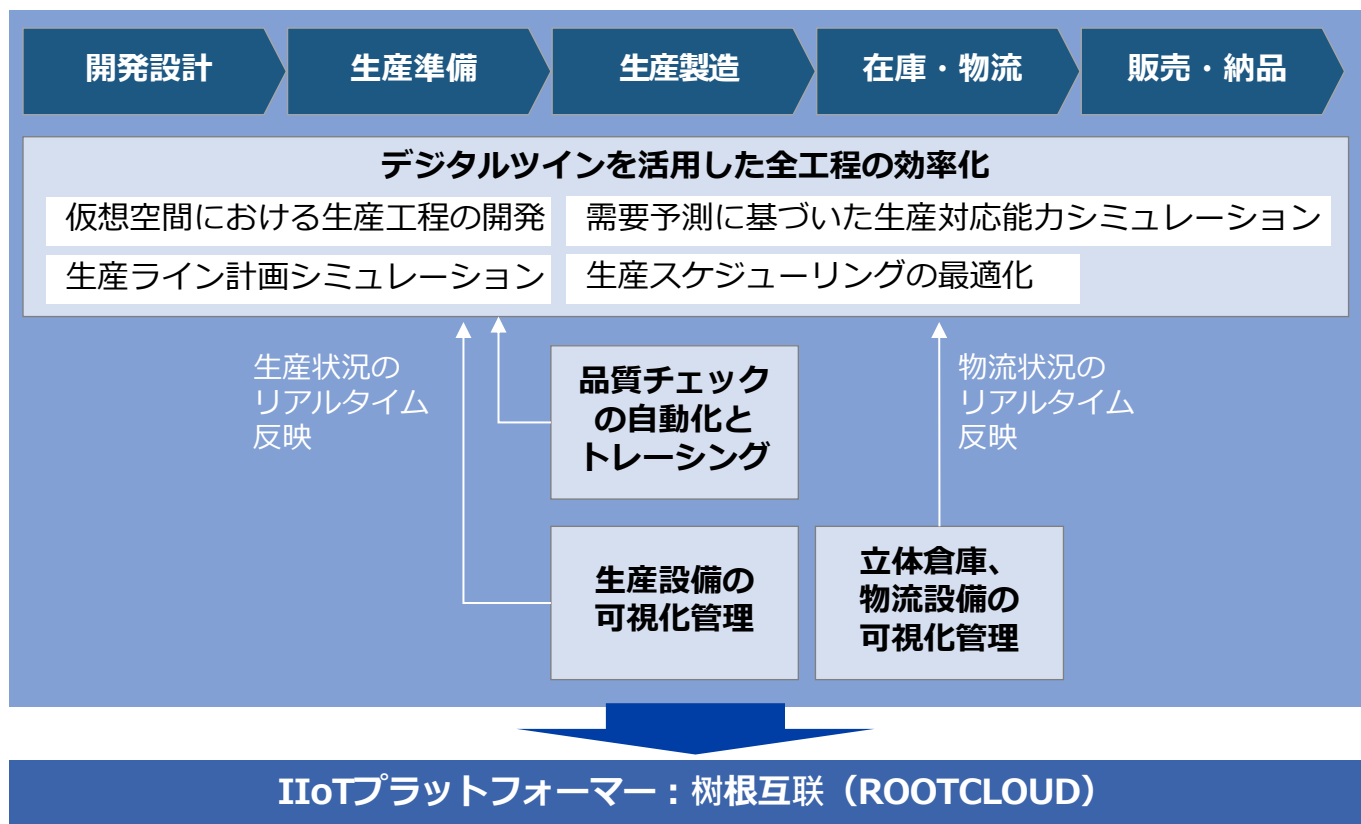 開発設計
生産準備
生産製造
在庫・物流
販売・納品
デジタルツインを活用した全工程の効率化
仮想空間における生産工程の開発
需要予測に基づいた生産対応能力シミュレーション
生産ライン計画シミュレーション
生産スケジューリングの最適化
生産状況の
リアルタイム
反映
品質チェック
の自動化と
トレーシング
物流状況の
リアルタイム
反映
生産設備の
可視化管理
立体倉庫、
物流設備の
可視化管理
IIoTプラットフォーマー：树根互联（ROOTCLOUD）